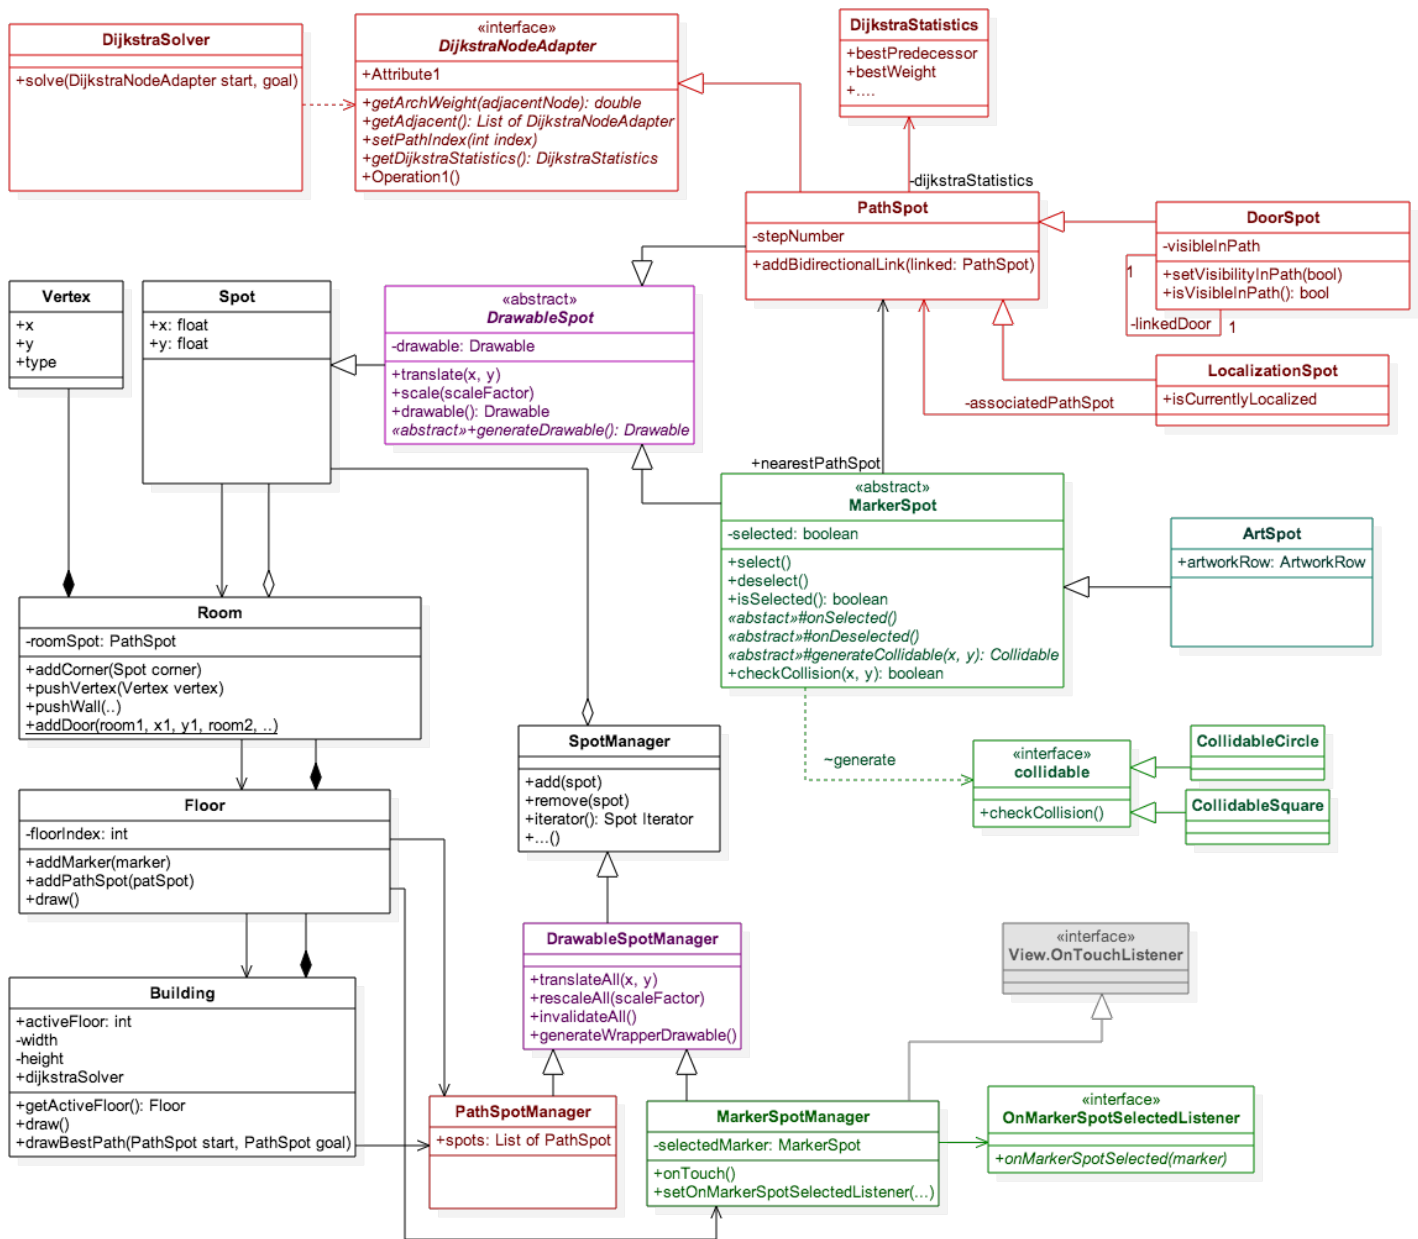 DijkstraSolver
+solve(DijkstraNodeAdapter start, goal)
«interface»
DijkstraNodeAdapter
+Attribute1
+getArchWeight(adjacentNode): double
+getAdjacent(): List of DijkstraNodeAdapter
+setPathIndex(int index)
+getDijkstraStatistics(): DijkstraStatistics
+Operation1()
DijkstraStatistics
+bestPredecessor
+bestWeight
+....
-dijkstraStatistics
PathSpot
-stepNumber
+addBidirectionalLink(linked: PathSpot)
DoorSpot
-visibleInPath
+setVisibilityInPath(bool)
+isVisibleInPath(): bool
1
-linkedDoor
1
LocalizationSpot
+isCurrentlyLocalized
-associatedPathSpot
Vertex
+x
+y
+type
Spot
+x: float
+y: float
«abstract»
DrawableSpot
-drawable: Drawable
+translate(x, y)
+scale(scaleFactor)
+drawable(): Drawable
«abstract»+generateDrawable(): Drawable
+nearestPathSpot
«abstract»
MarkerSpot
-selected: boolean
+select()
+deselect()
+isSelected(): boolean
«abstact»#onSelected()
«abstract»#onDeselected()
«abstract»#generateCollidable(x, y): Collidable
+checkCollision(x, y): boolean
ArtSpot
+artworkRow: ArtworkRow
Room
-roomSpot: PathSpot
+addCorner(Spot corner)
+pushVertex(Vertex vertex)
+pushWall(..)
+addDoor(room1, x1, y1, room2, ..)
SpotManager
+add(spot)
+remove(spot)
+iterator(): Spot Iterator
+...()
~generate
«interface»
collidable
+checkCollision()
CollidableCircle
CollidableSquare
Floor
-floorIndex: int
+addMarker(marker)
+addPathSpot(patSpot)
+draw()
DrawableSpotManager
+translateAll(x, y)
+rescaleAll(scaleFactor)
+invalidateAll()
+generateWrapperDrawable()
«interface»
View.OnTouchListener
Building
+activeFloor: int
-width
-height
+dijkstraSolver
+getActiveFloor(): Floor
+draw()
+drawBestPath(PathSpot start, PathSpot goal)
PathSpotManager
+spots: List of PathSpot
MarkerSpotManager
-selectedMarker: MarkerSpot
+onTouch()
+setOnMarkerSpotSelectedListener(...)
«interface»
OnMarkerSpotSelectedListener
+onMarkerSpotSelected(marker)